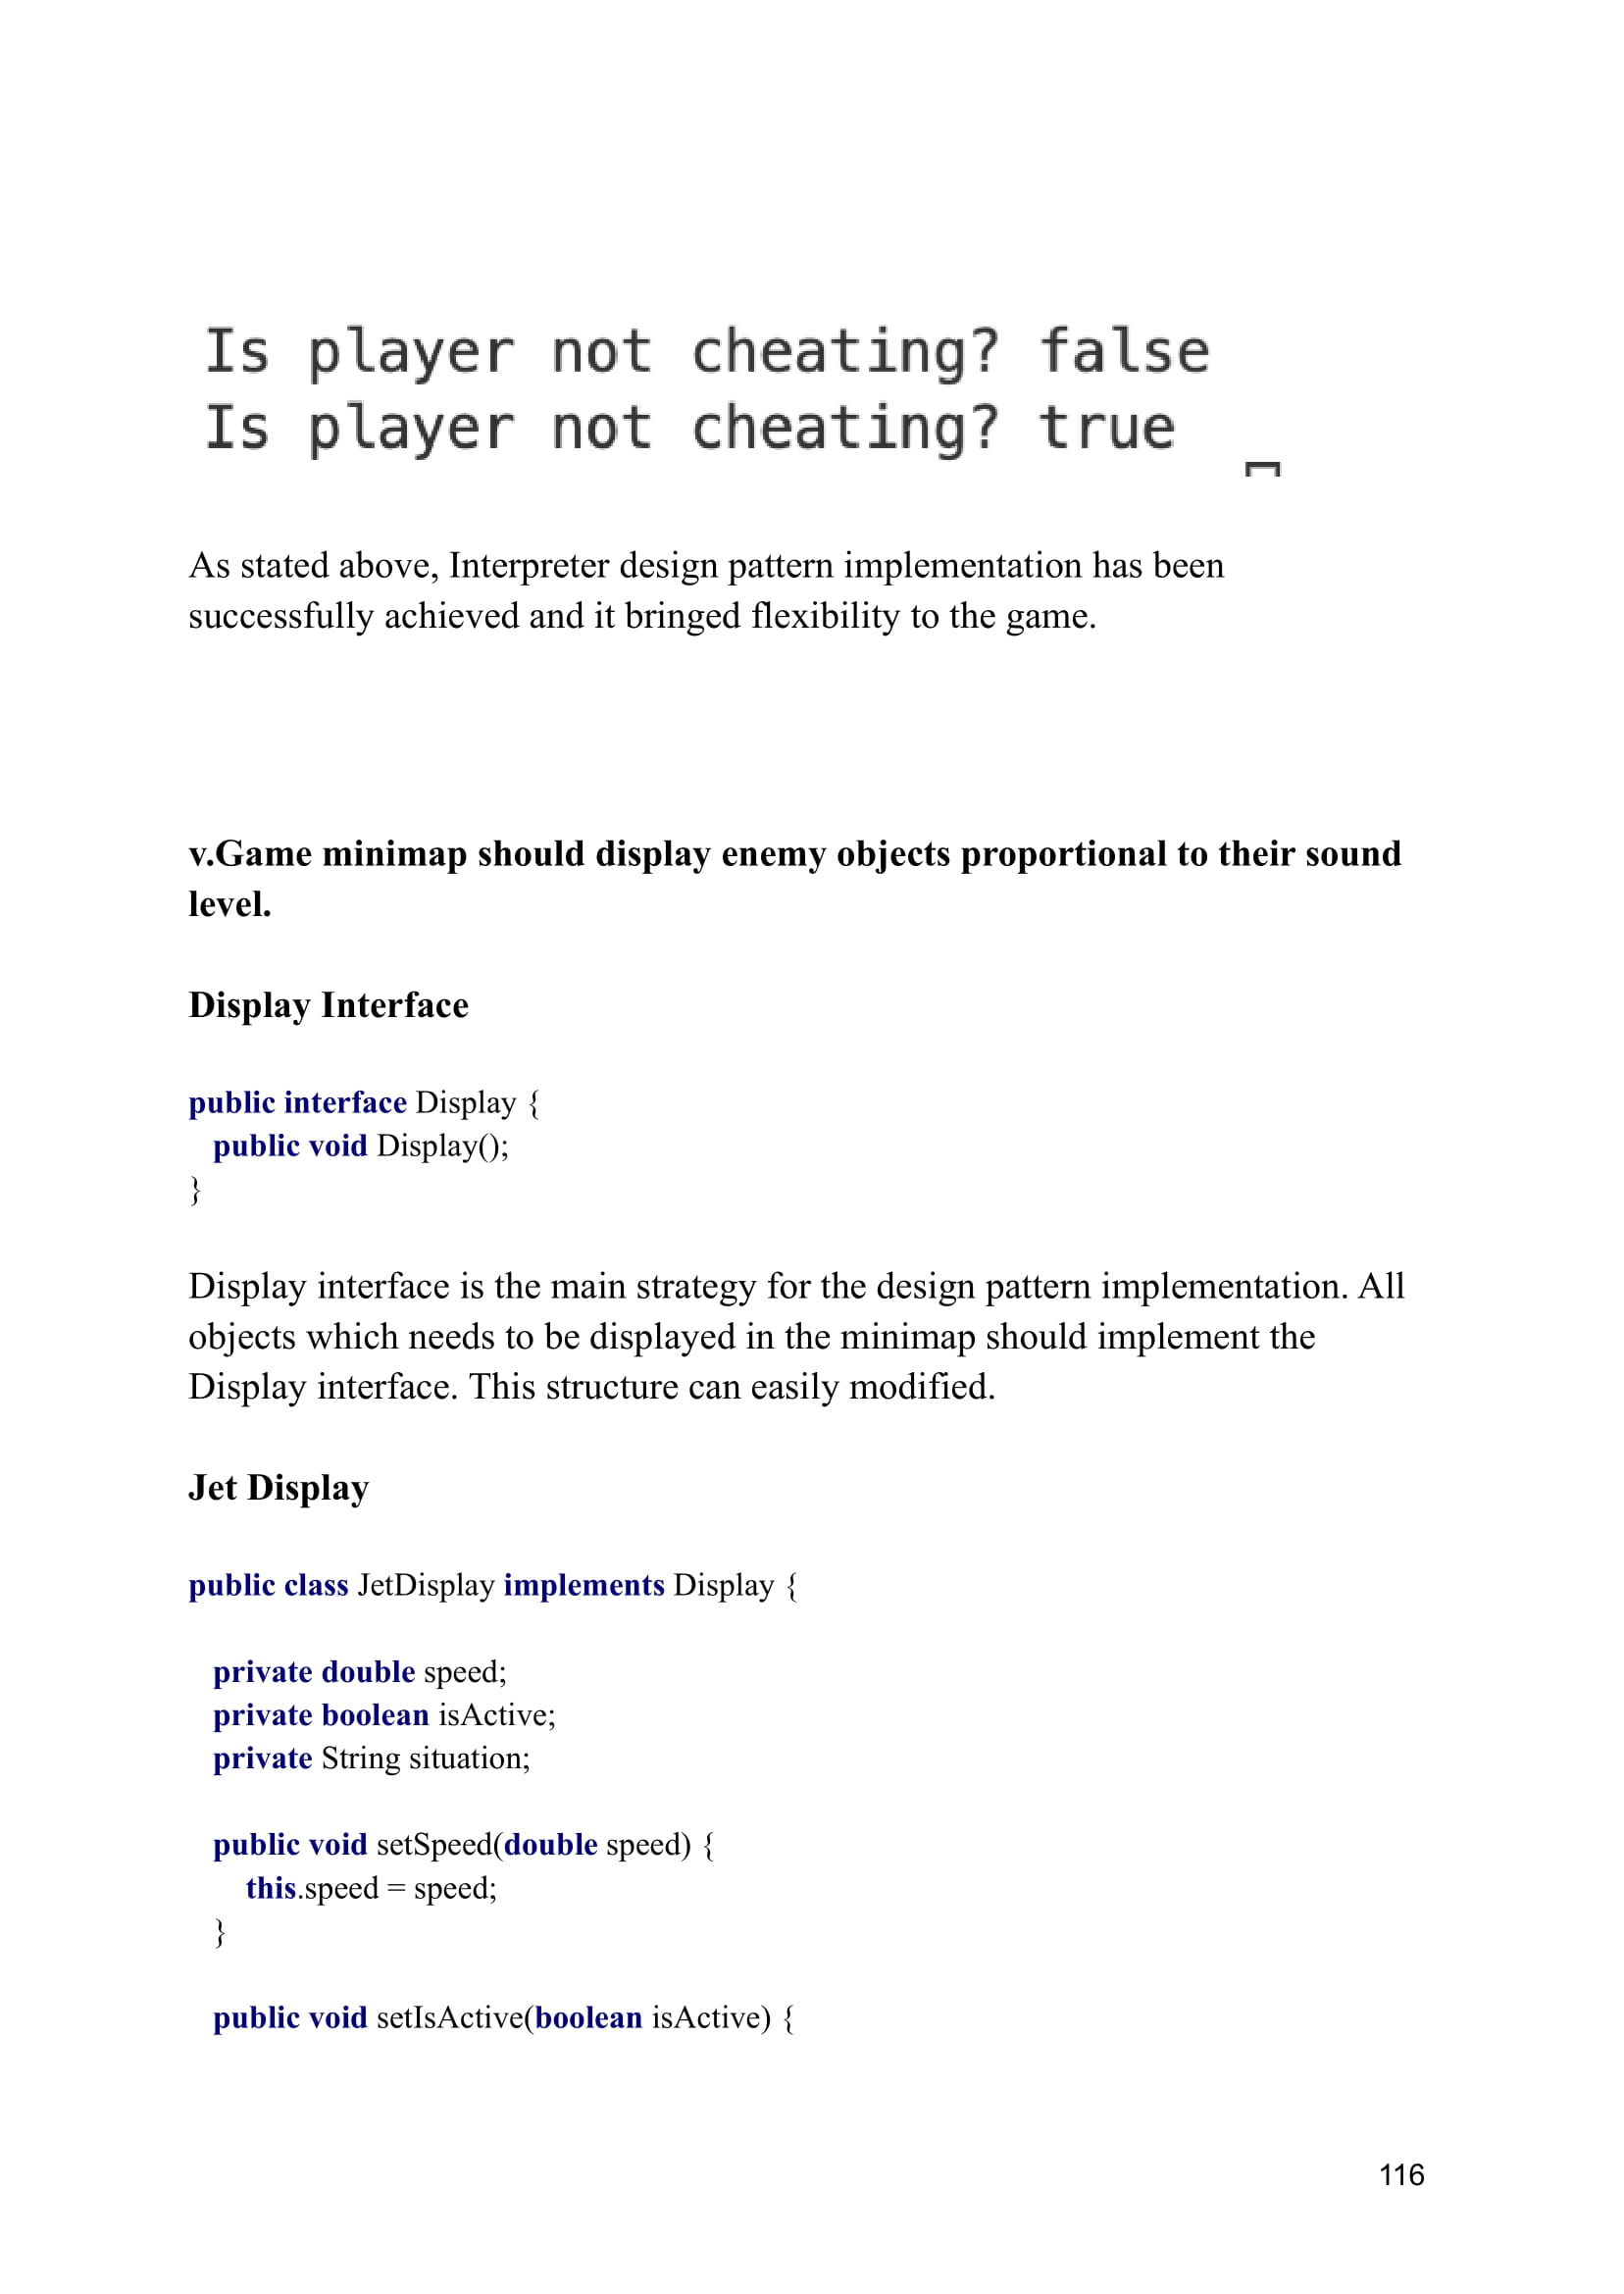 Is player not cheating? false
Is player not cheating? true
As stated above, Interpreter design pattern implementation has been
successfully achieved and it bringed flexibility to the game.
v.Game minimap should display enemy objects proportional to their sound
level.
Display Interface
public interface Display {
public void Display();
}
Display interface is the main strategy for the design pattern implementation. All
objects which needs to be displayed in the minimap should implement the
Display interface. This structure can easily modified.
Jet Display
public class JetDisplay implements Display {
private double speed;
private boolean isActive;
private String situation;
public void setSpeed(double speed) {
this.speed = speed;
}
public void setIsActive(boolean isActive) {
116